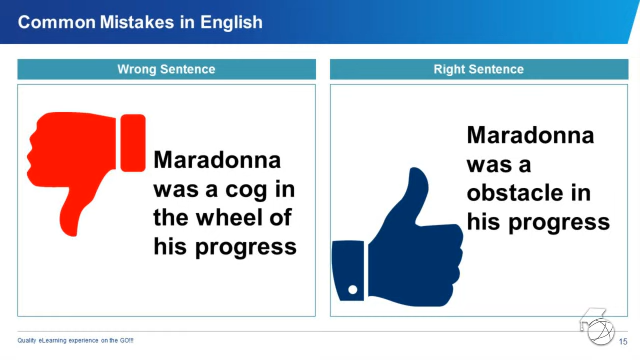 Common Mistakes in English
Wrong Sentence
Maradonna
was a cog in
the wheel of
his progress
Right Sentence
Maradonna
was a
obstacle in
his progress
Quality eLearning experience on the GO!!!
15